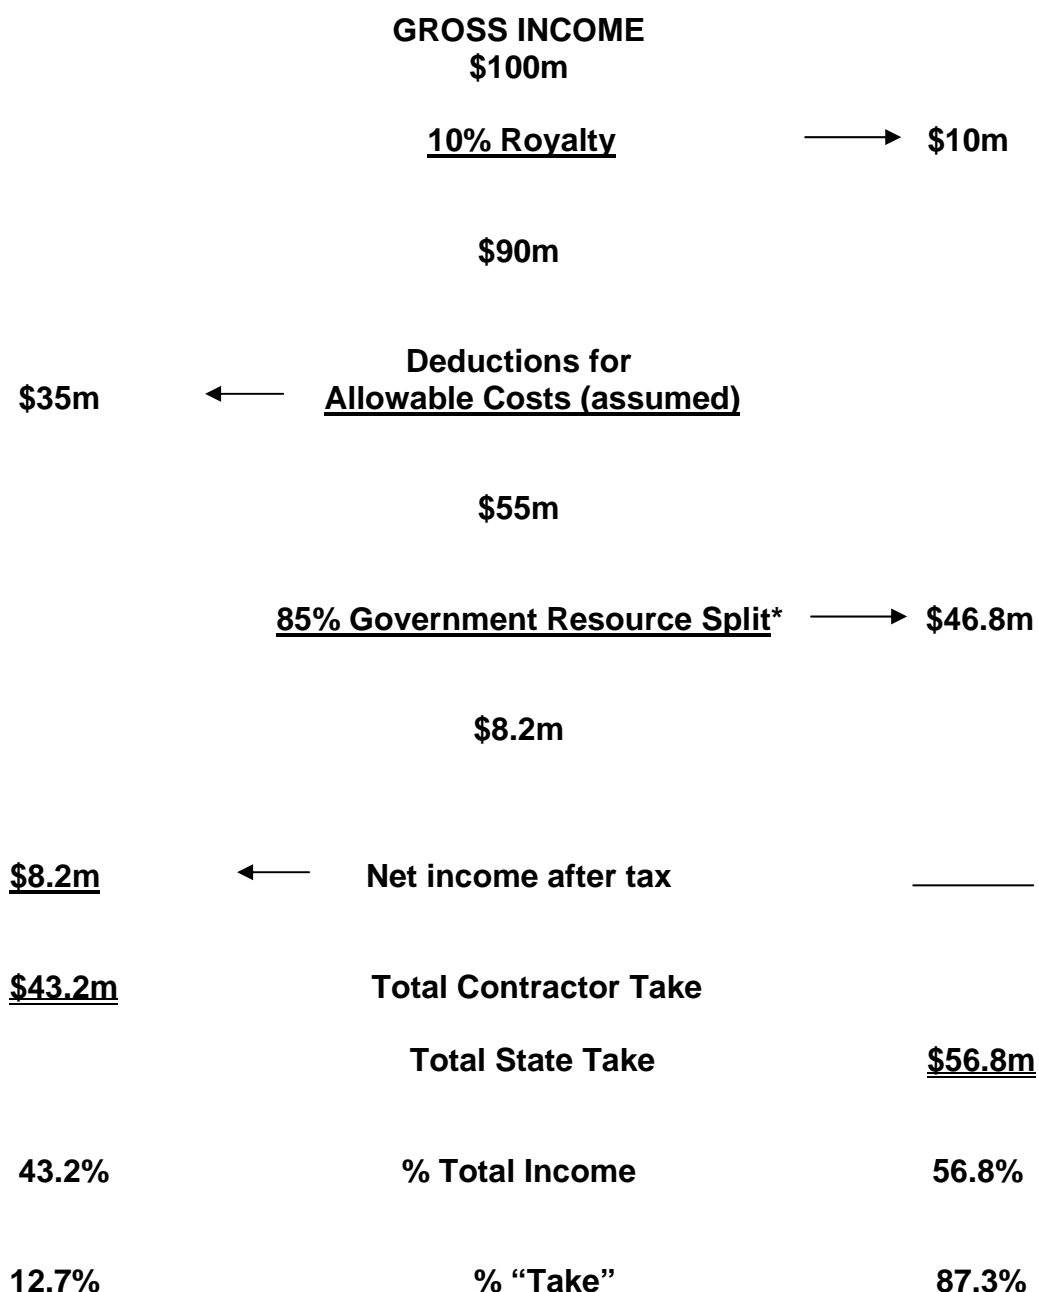 GROSS INCOME
$100m
10% Royalty $10m
$90m
Deductions for
$35m Allowable Costs (assumed)
$55m
85% Government Resource Split* $46.8m
$8.2m
$8.2m Net income after tax
$43.2m Total Contractor Take
Total State Take $56.8m
43.2% % Total Income 56.8%
12.7% % “Take” 87.3%